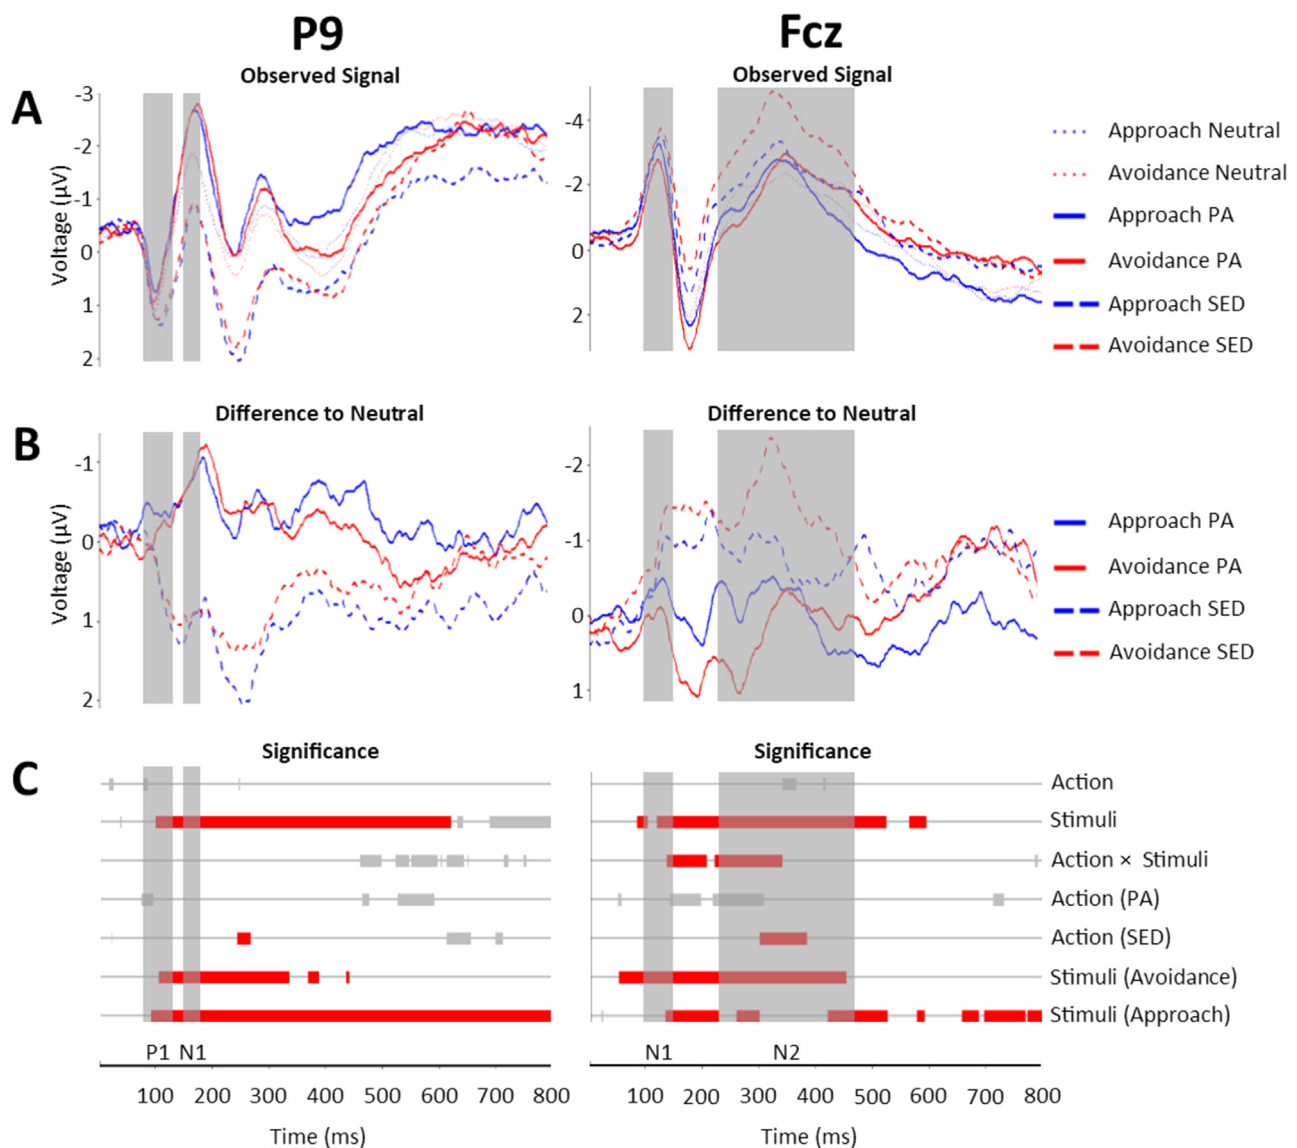 P9
Fcz
Observed Signal
Observed Signal
A
Voltage (µV)
-3
-2
-1
0
1
2
-4
-2
0
2
Approach Neutral
Avoidance Neutral
Approach PA
Avoidance PA
Approach SED
Avoidance SED
Difference to Neutral
Difference to Neutral
B
Voltage (µV)
-1
0
1
2
-2
-1
0
1
Approach PA
Avoidance PA
Approach SED
Avoidance SED
Significance
Significance
C
Action
Stimuli
Action × Stimuli
Action (PA)
Action (SED)
Stimuli (Avoidance)
Stimuli (Approach)
P1 N1
N1 N2
100 200 300 400 500 600 700 800
100 200 300 400 500 600 700 800
Time (ms)
Time (ms)